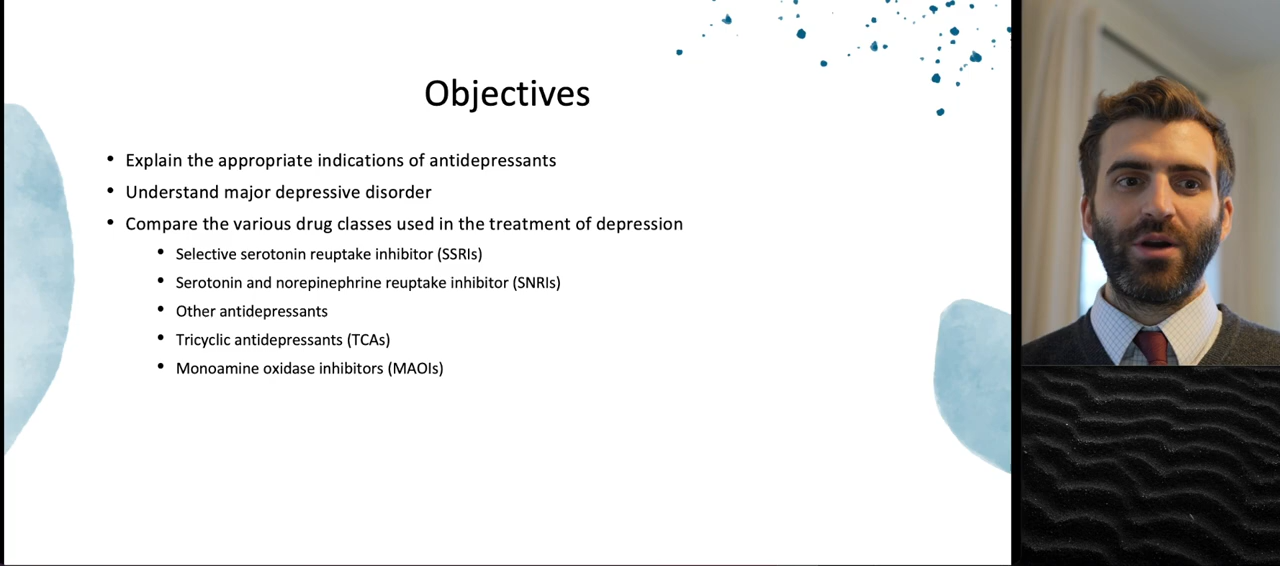 Objectives
• Explain the appropriate indications of antidepressants
• Understand major depressive disorder
• Compare the various drug classes used in the treatment of depression
• Selective serotonin reuptake inhibitor (SSRIs)
• Serotonin and norepinephrine reuptake inhibitor (SNRIs)
• Other antidepressants
• Tricyclic antidepressants (TCAs)
• Monoamine oxidase inhibitors (MAOIs)